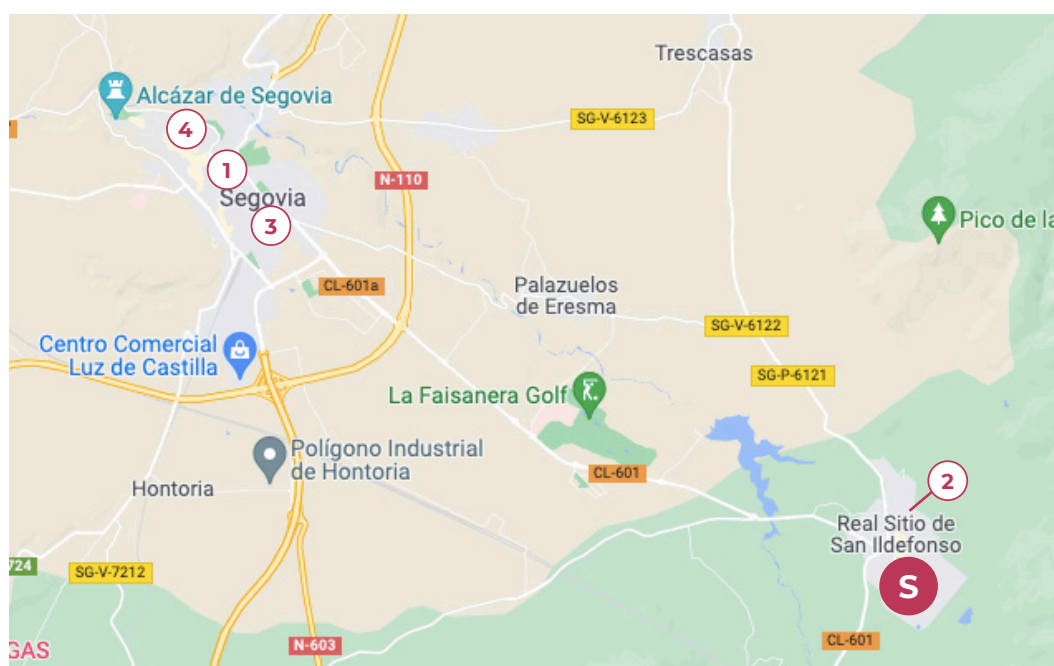 Trescasas
Alcázar de Segovia
SG-V-6123
4
1
N-110
Segovia
3
Pico de la
CL-601a
Palazuelos
de Eresma
SG-V-6122
Centro Comercial
Luz de Castilla
SG-P-6121
La Faisanera Golf
Polígono Industrial
de Hontoria
CL-601
Hontoria
2
Real Sitio de
San Ildefonso
724
SG-V-7212
S
N-603
CL-601
GAS